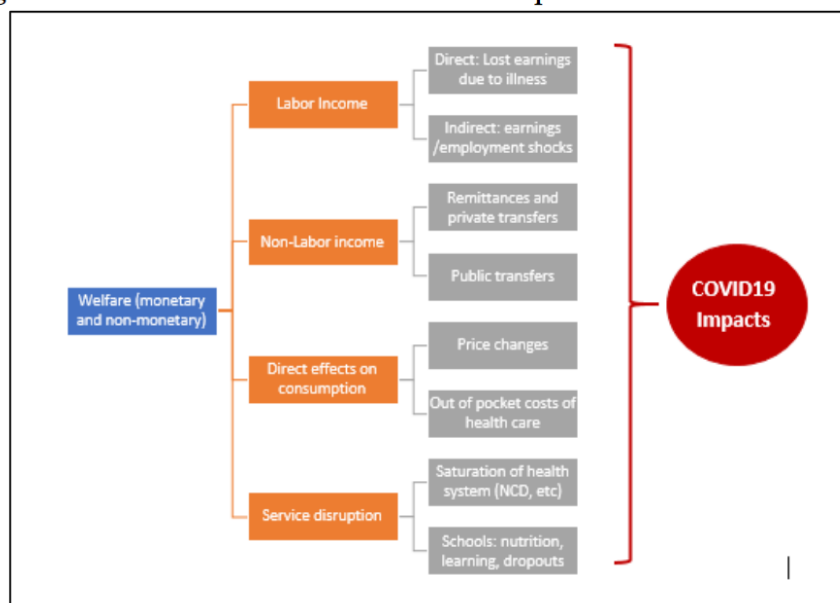 Direct: Lost earnings
due to illness
Labor Income
Indirect: earnings
/employment shocks
Remittances and
private transfers
Non-Labor income
Public transfers
Welfare (monetary
and non-monetary)
COVID19
Impacts
Price changes
Direct effects on
consumption
Out of pocket costs of
health care
Saturation of health
system (NCD, etc)
Service disruption
Schools: nutrition,
learning, dropouts